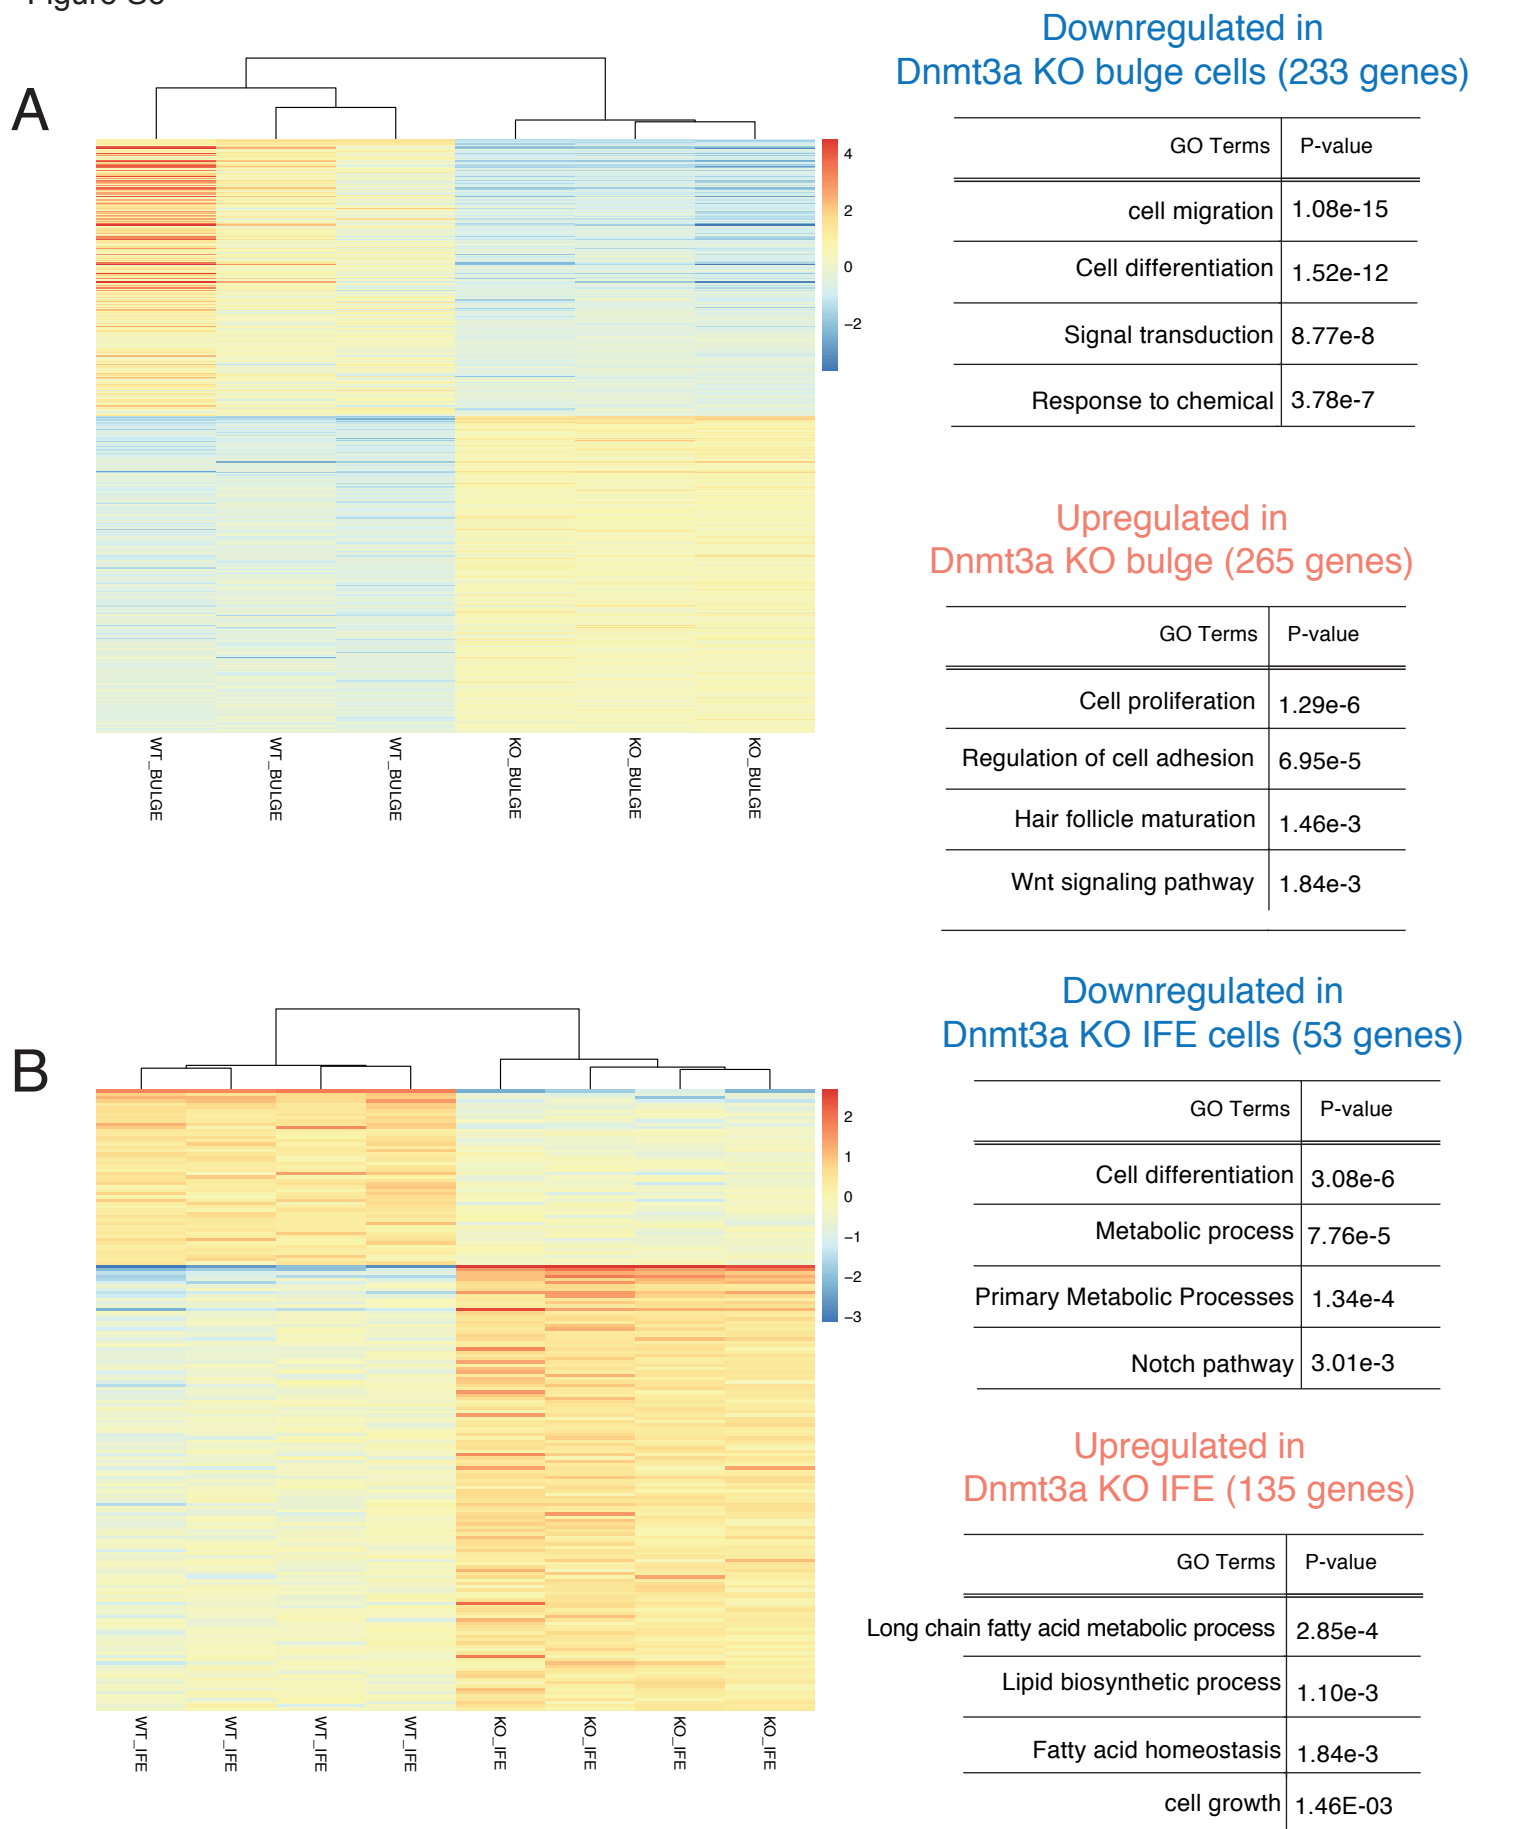 Downregulated in
Dnmt3a KO bulge cells (233 genes)
A
4
2
0
−2
GO Terms P-value
cell migration 1.08e-15
Cell differentiation 1.52e-12
Signal transduction 8.77e-8
Response to chemical 3.78e-7
Upregulated in
Dnmt3a KO bulge (265 genes)
GO Terms P-value
Cell proliferation 1.29e-6
Regulation of cell adhesion 6.95e-5
Hair follicle maturation 1.46e-3
Wnt signaling pathway 1.84e-3
WT_BULGE WT_BULGE WT_BULGE KO_BULGE KO_BULGE KO_BULGE
Downregulated in
Dnmt3a KO IFE cells (53 genes)
B
2
1
0
−1
−2
−3
GO Terms P-value
Cell differentiation 3.08e-6
Metabolic process 7.76e-5
Primary Metabolic Processes 1.34e-4
Notch pathway 3.01e-3
Upregulated in
Dnmt3a KO IFE (135 genes)
GO Terms P-value
Long chain fatty acid metabolic process 2.85e-4
Lipid biosynthetic process 1.10e-3
Fatty acid homeostasis 1.84e-3
cell growth 1.46E-03
WT_IFE WT_IFE WT_IFE WT_IFE KO_IFE KO_IFE KO_IFE KO_IFE